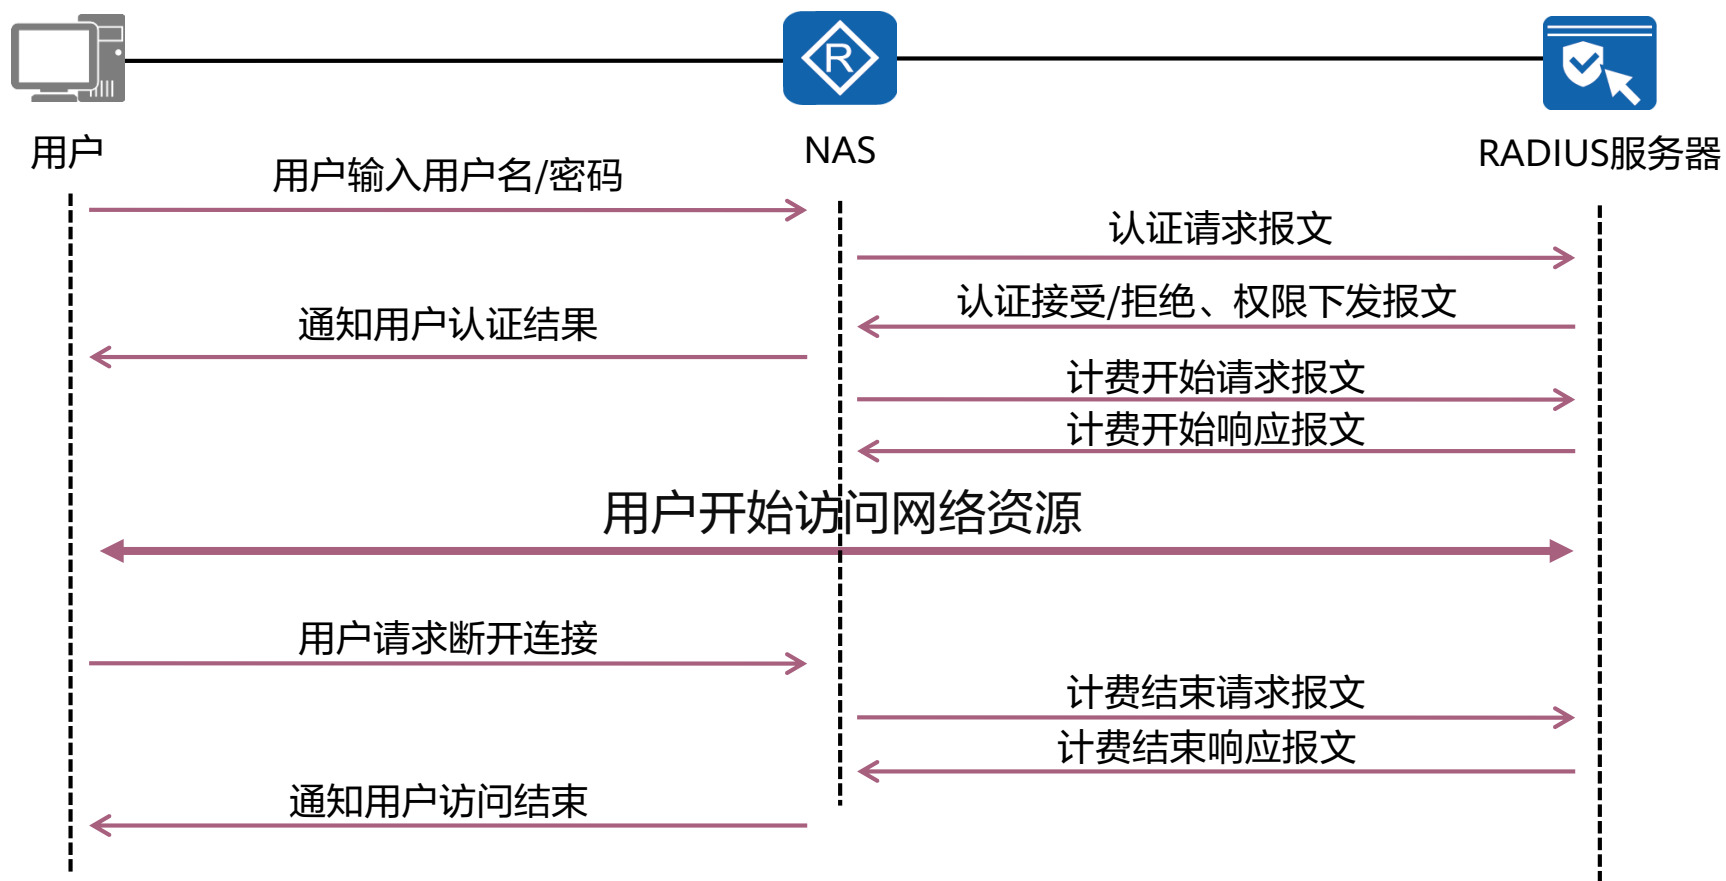 R
用户
NAS
RADIUS服务器
用户输入用户名/密码
认证请求报文
认证接受/拒绝、权限下发报文
通知用户认证结果
计费开始请求报文
计费开始响应报文
用户开始访问网络资源
用户请求断开连接
计费结束请求报文
计费结束响应报文
通知用户访问结束